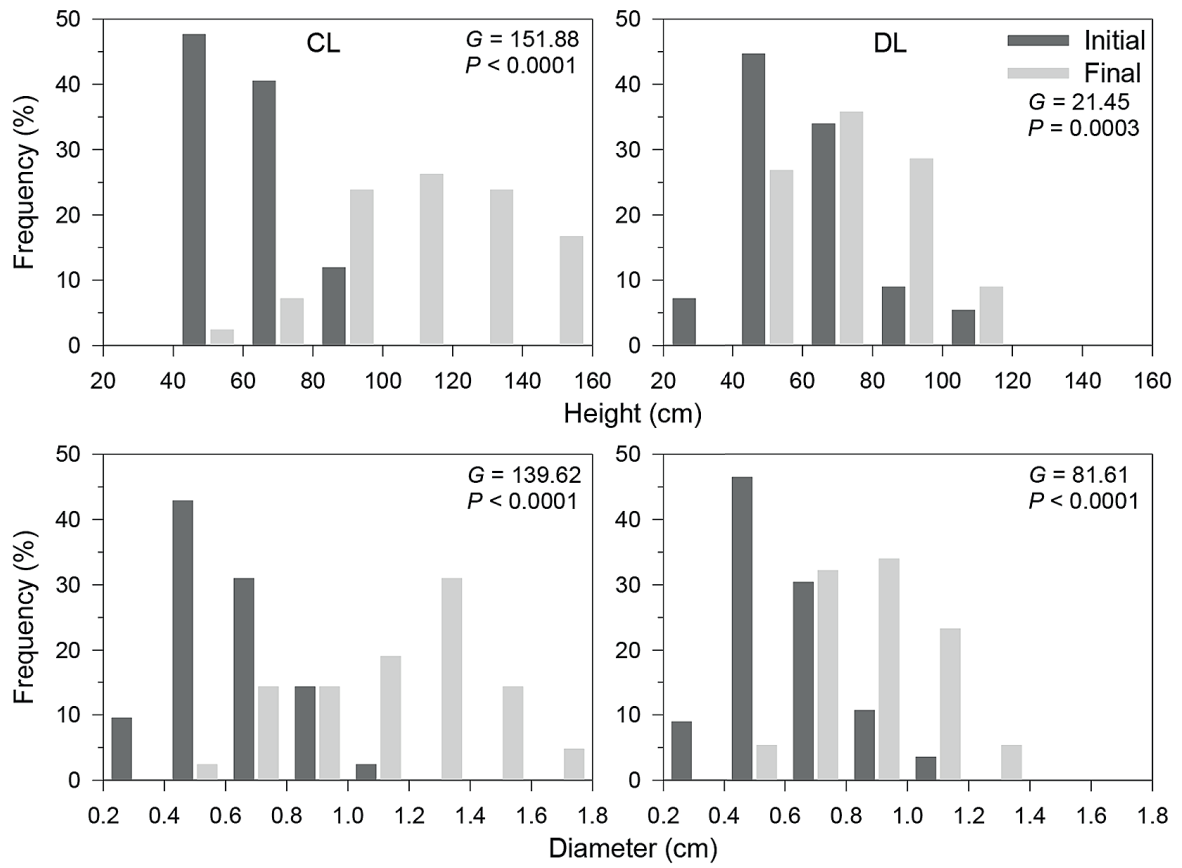 CL
G = 151.88
P < 0.0001
50
40
30
20
10
0
Frequency (%)
20 40 60 80 100 120 140 160
DL
Initial
Final
G = 21.45
P = 0.0003
50
40
30
20
10
0
20 40 60 80 100 120 140 160
Height (cm)
G = 139.62
P < 0.0001
50
40
30
20
10
0
Frequency (%)
0.2 0.4 0.6 0.8 1.0 1.2 1.4 1.6 1.8
G = 81.61
P < 0.0001
50
40
30
20
10
0
0.2 0.4 0.6 0.8 1.0 1.2 1.4 1.6 1.8
Diameter (cm)